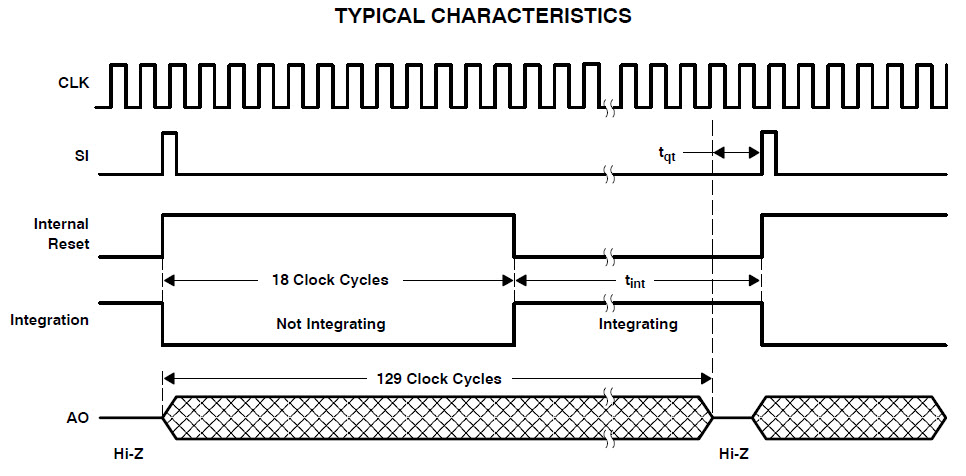 TYPICAL CHARACTERISTICS
CLK
SI
tqt
Internal
Reset
18 Clock Cycles
tint
Integration
Not Integrating
Integrating
129 Clock Cycles
AO
Hi-Z
Hi-Z